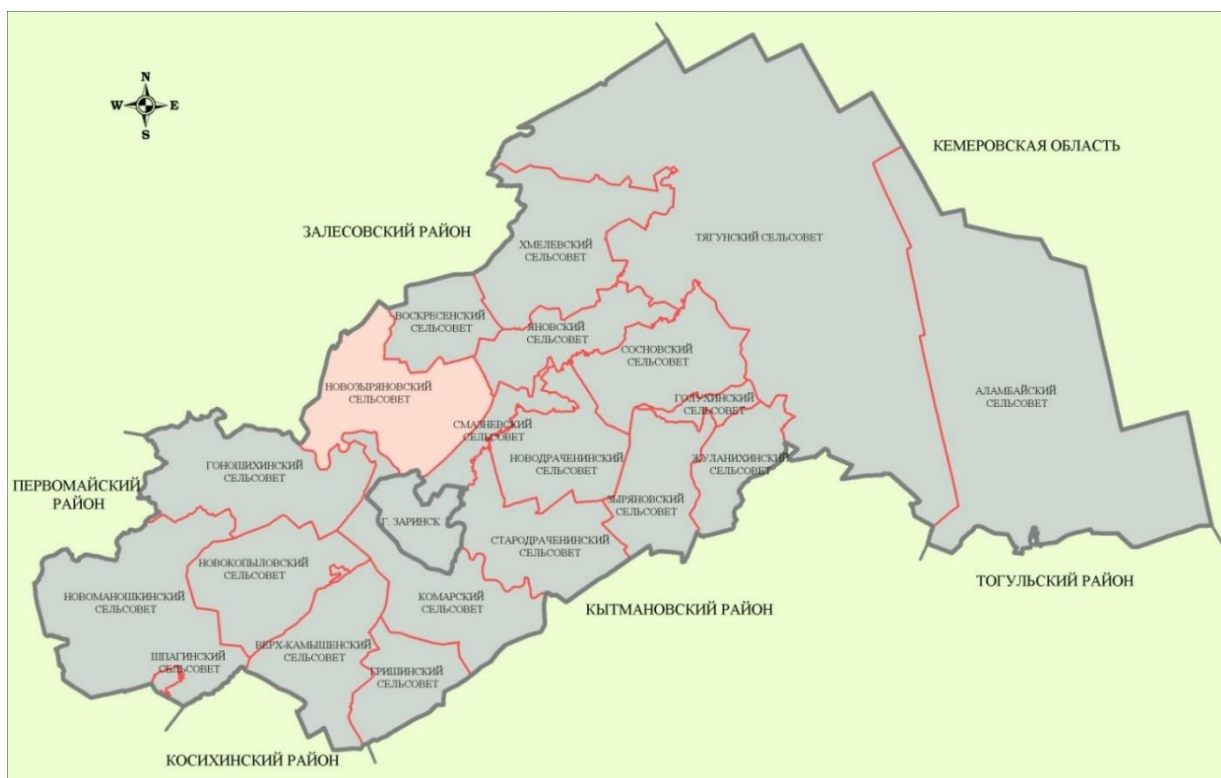 N
W
E
S
КЕМЕРОВСКАЯ ОБЛАСТЬ
ЗАЛЕСОВСКИЙ РАЙОН
ТЯГУНСКИЙ СЕЛЬСОВЕТ
ХМЕЛЕВСКИЙ
СЕЛЬСОВЕТ
ВОСКРЕСЕНСКИЙ
СЕЛЬСОВЕТ
ЯНОВСКИЙ
СЕЛЬСОВЕТ
СОСНОВСКИЙ
СЕЛЬСОВЕТ
НОВОЗЫРЯНОВСКИЙ
СЕЛЬСОВЕТ
АЛАМБАЙСКИЙ
СЕЛЬСОВЕТ
ГОЛУХИНСКИЙ
СЕЛЬСОВЕТ
СМАЗНЕВСКИЙ
СЕЛЬСОВЕТ
ГОНОШИХИНСКИЙ
СЕЛЬСОВЕТ
НОВОДРАЧЕНИНСКИЙ
СЕЛЬСОВЕТ
ЖУЛАНИХИНСКИЙ
СЕЛЬСОВЕТ
ПЕРВОМАЙСКИЙ
РАЙОН
ЗЫРЯНОВСКИЙ
СЕЛЬСОВЕТ
Г. ЗАРИНСК
СТАРОДРАЧЕНИНСКИЙ
СЕЛЬСОВЕТ
НОВОКОПЫЛОВСКИЙ
СЕЛЬСОВЕТ
ТОГУЛЬСКИЙ РАЙОН
НОВОМАНОШКИНСКИЙ
СЕЛЬСОВЕТ
КОМАРСКИЙ
СЕЛЬСОВЕТ
КЫТМАНОВСКИЙ РАЙОН
ВЕРХ-КАМЫШЕНСКИЙ
СЕЛЬСОВЕТ
ШПАГИНСКИЙ
СЕЛЬСОВЕТ
ГРИШИНСКИЙ
СЕЛЬСОВЕТ
КОСИХИНСКИЙ РАЙОН